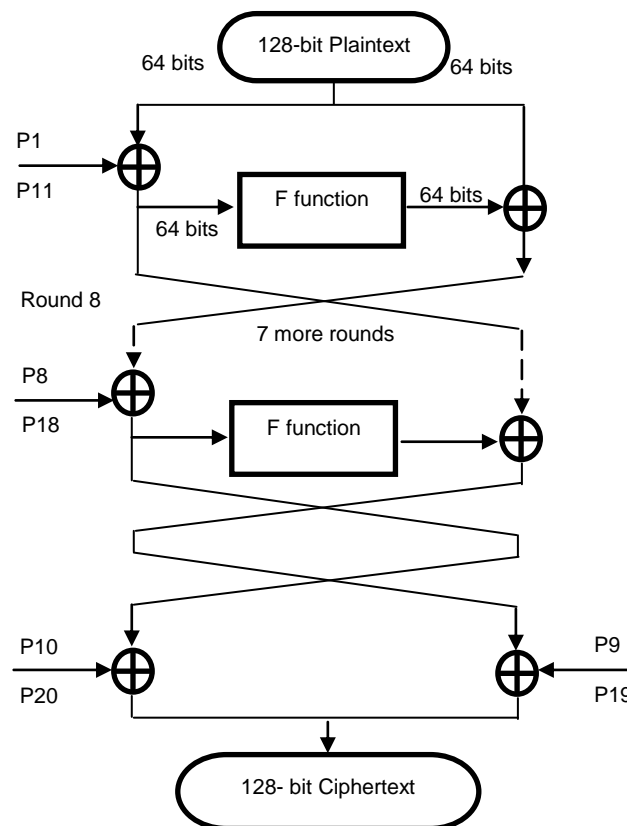 128-bit Plaintext
64 bits
64 bits
P1
P11
F function
64 bits
64 bits
Round 8
7 more rounds
P8
P18
F function
P10
P20
P9
P19
128- bit Ciphertext